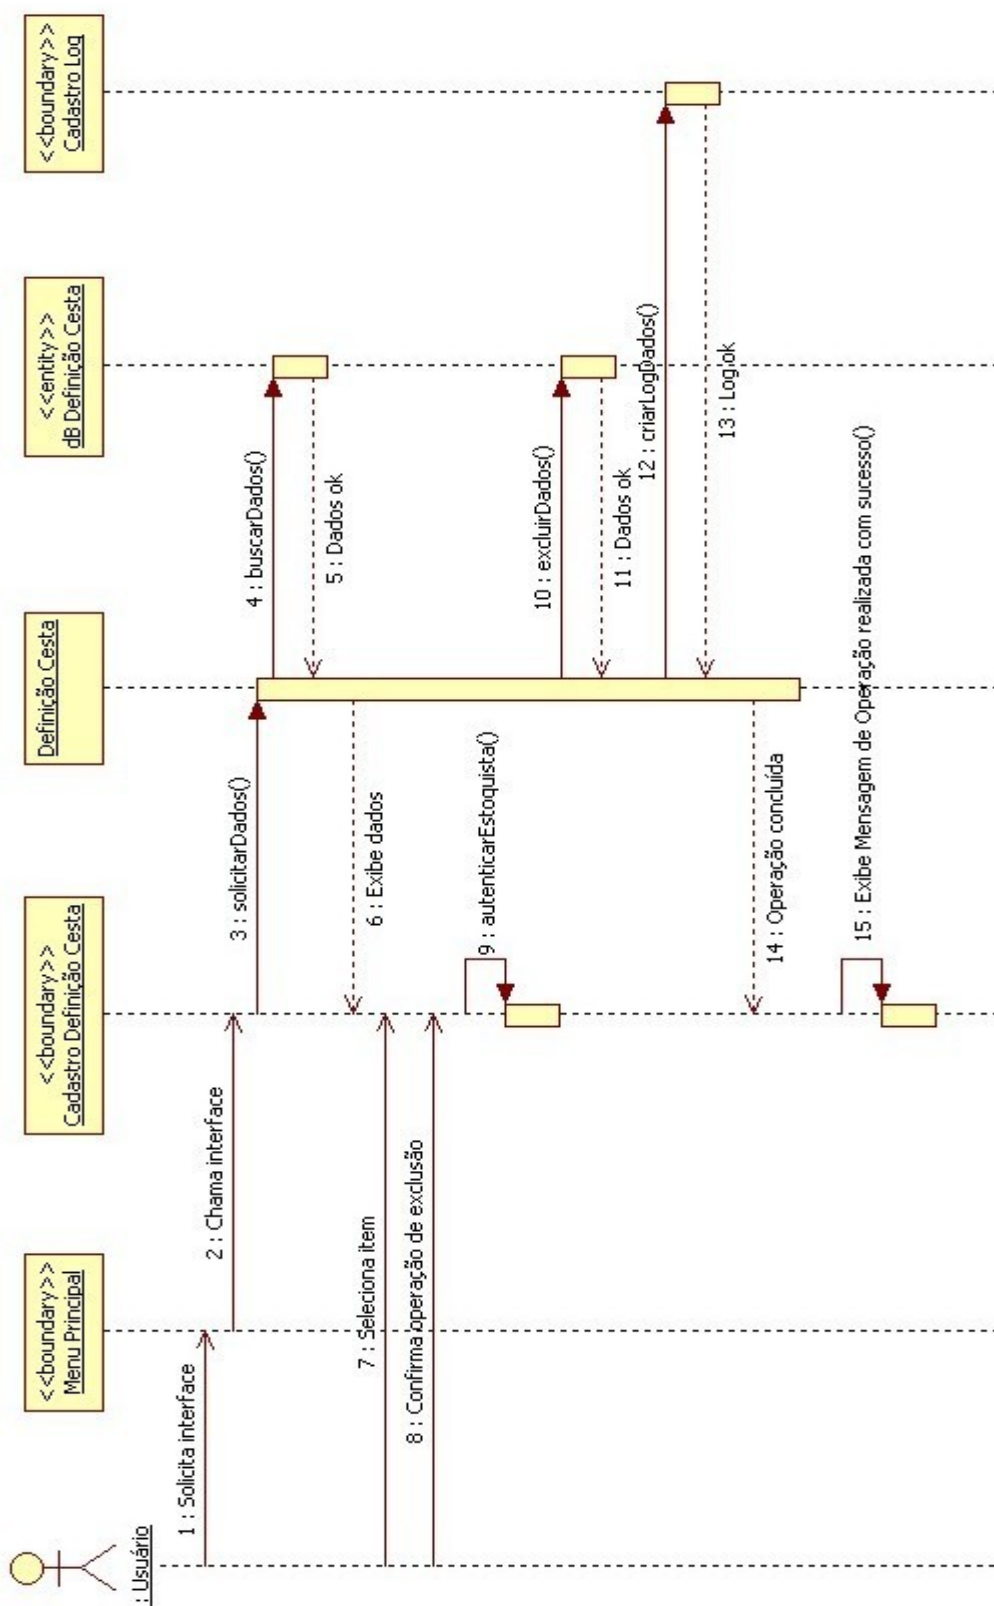 : Usuário
<<boundary>>
Menu Principal
<<boundary>>
Cadastro Definição Cesta
Definição Cesta
<<entity>>
dB Definição Cesta
<<boundary>>
Cadastro Log
1 : Solicita interface
2 : Chama interface
3 : solicitarDados()
4 : buscarDados()
5 : Dados ok
6 : Exibe dados
7 : Seleciona item
8 : Confirma operação de exclusão
9 : autenticarEstoquista()
10 : excluirDados()
11 : Dados ok
12 : criarLogDados()
13 : Log ok
14 : Operação concluída
15 : Exibe Mensagem de Operação realizada com sucesso()